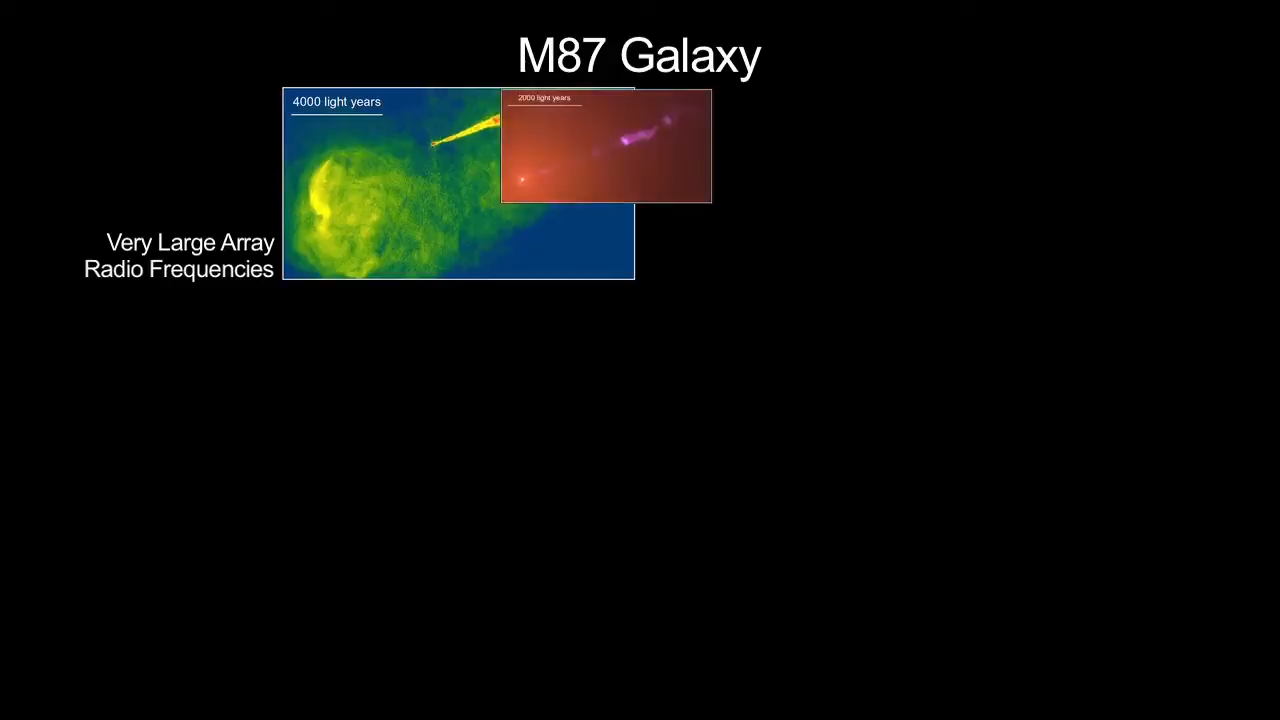 M87 Galaxy
4000 light years
2000 light years
Very Large Array
Radio Frequencies